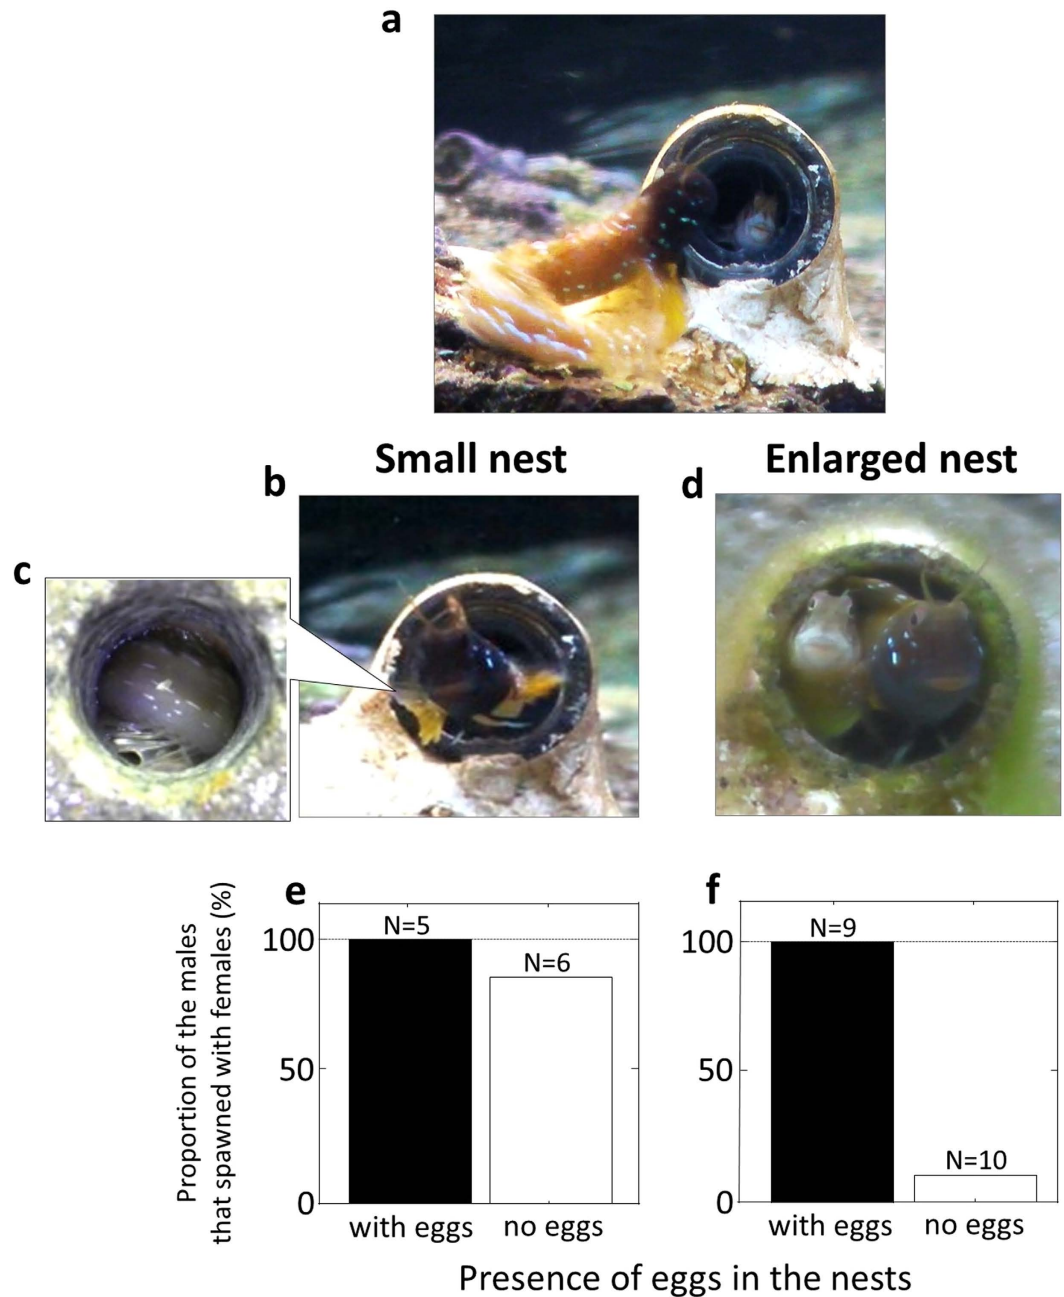 a
Small nest
Enlarged nest
b
d
c
e
f
Proportion of the males
that spawned with females (%)
100
50
0
N=5
N=6
with eggs
no eggs
100
50
0
N=9
N=10
with eggs
no eggs
Presence of eggs in the nests